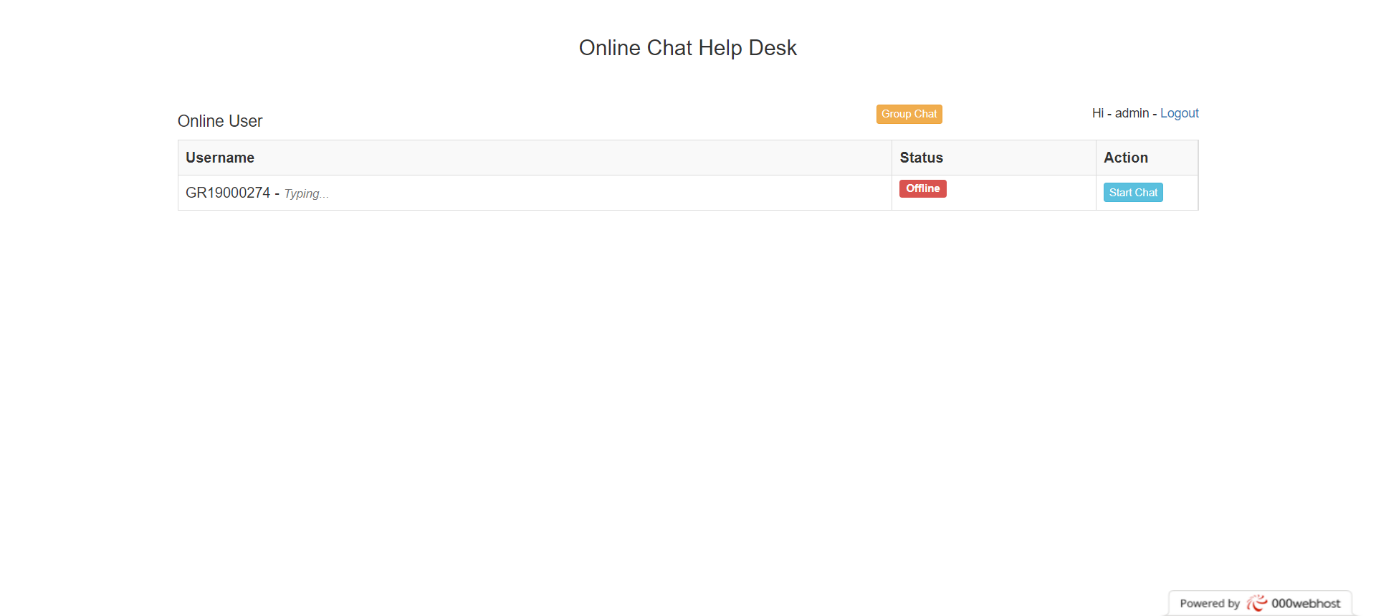 Online Chat Help Desk
Online User
Group Chat
Hi - admin - Logout
Username Status Action
GR19000274 - Typing... Offline Start Chat
Powered by 000webhost